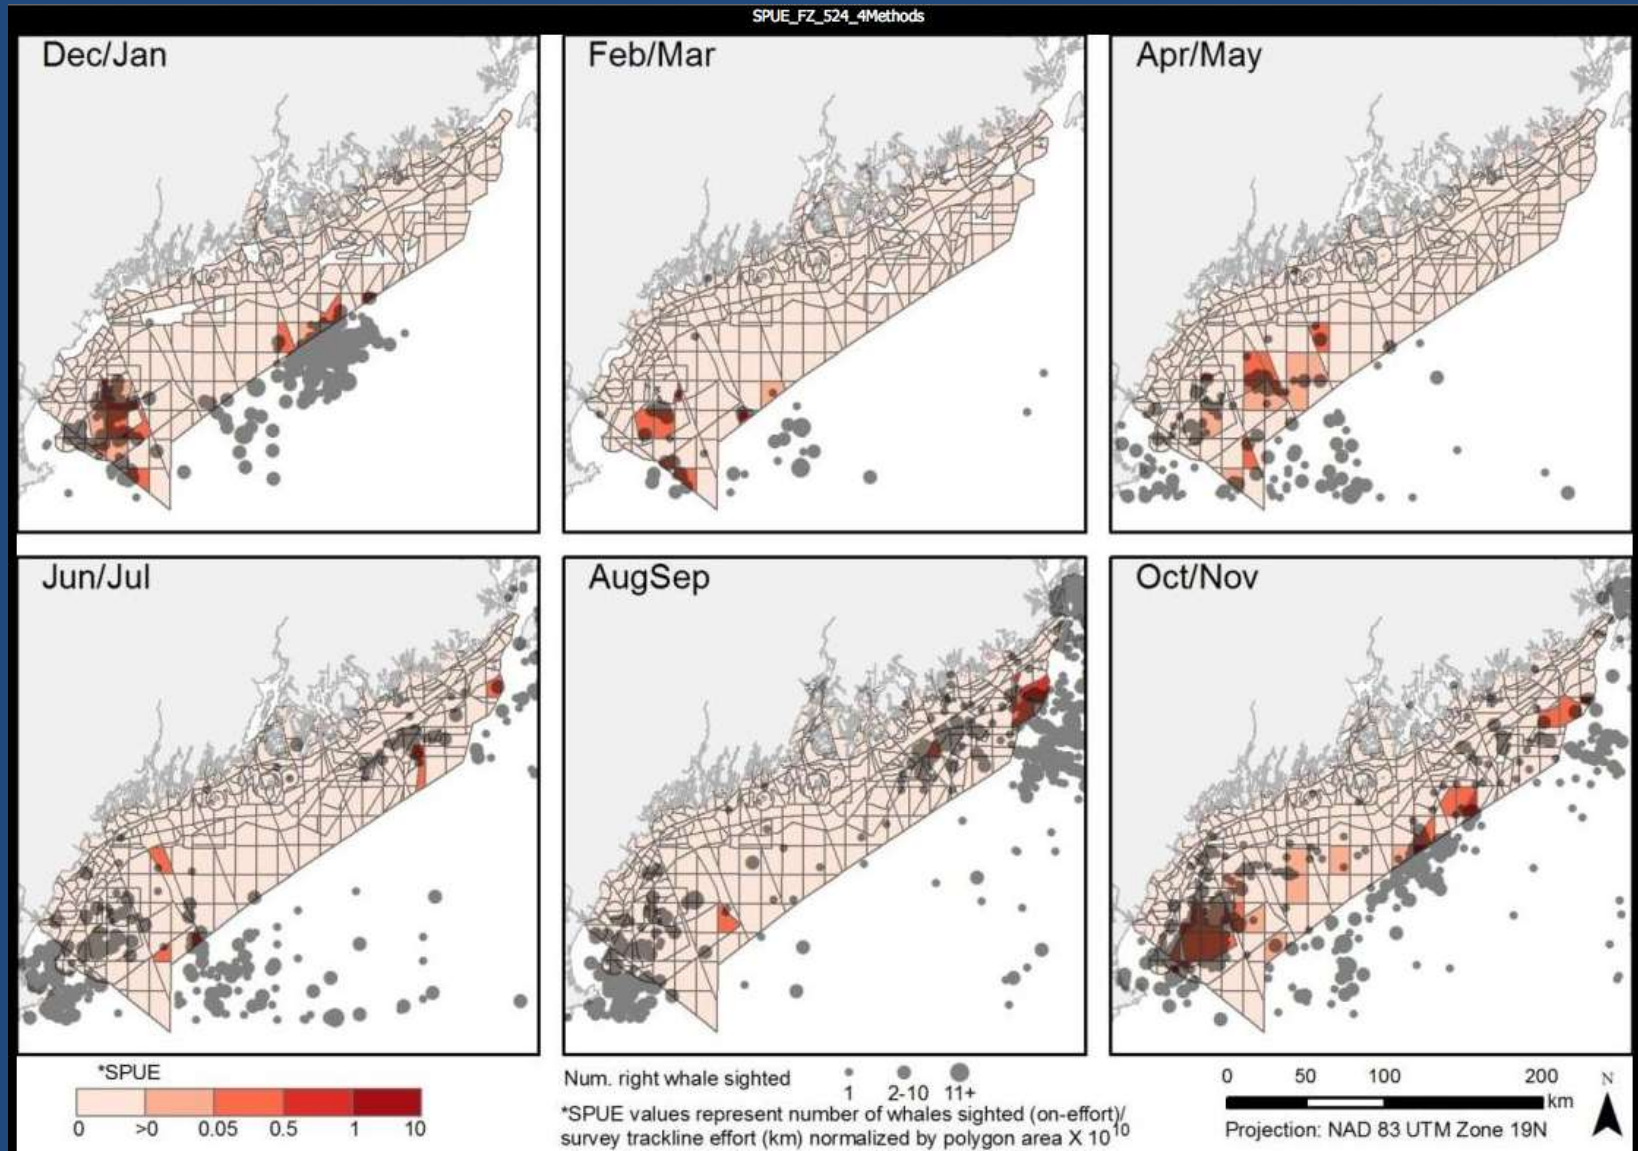 SPUE_FZ_524_4Methods
Dec/Jan
Feb/Mar
Apr/May
Jun/Jul
AugSep
Oct/Nov
*SPUE
0 >0 0.05 0.5 1 10
Num. right whale sighted
1 2-10 11+
*SPUE values represent number of whales sighted (on-effort)/
survey trackline effort (km) normalized by polygon area X 10¹⁰
0 50 100 200
km
N
Projection: NAD 83 UTM Zone 19N